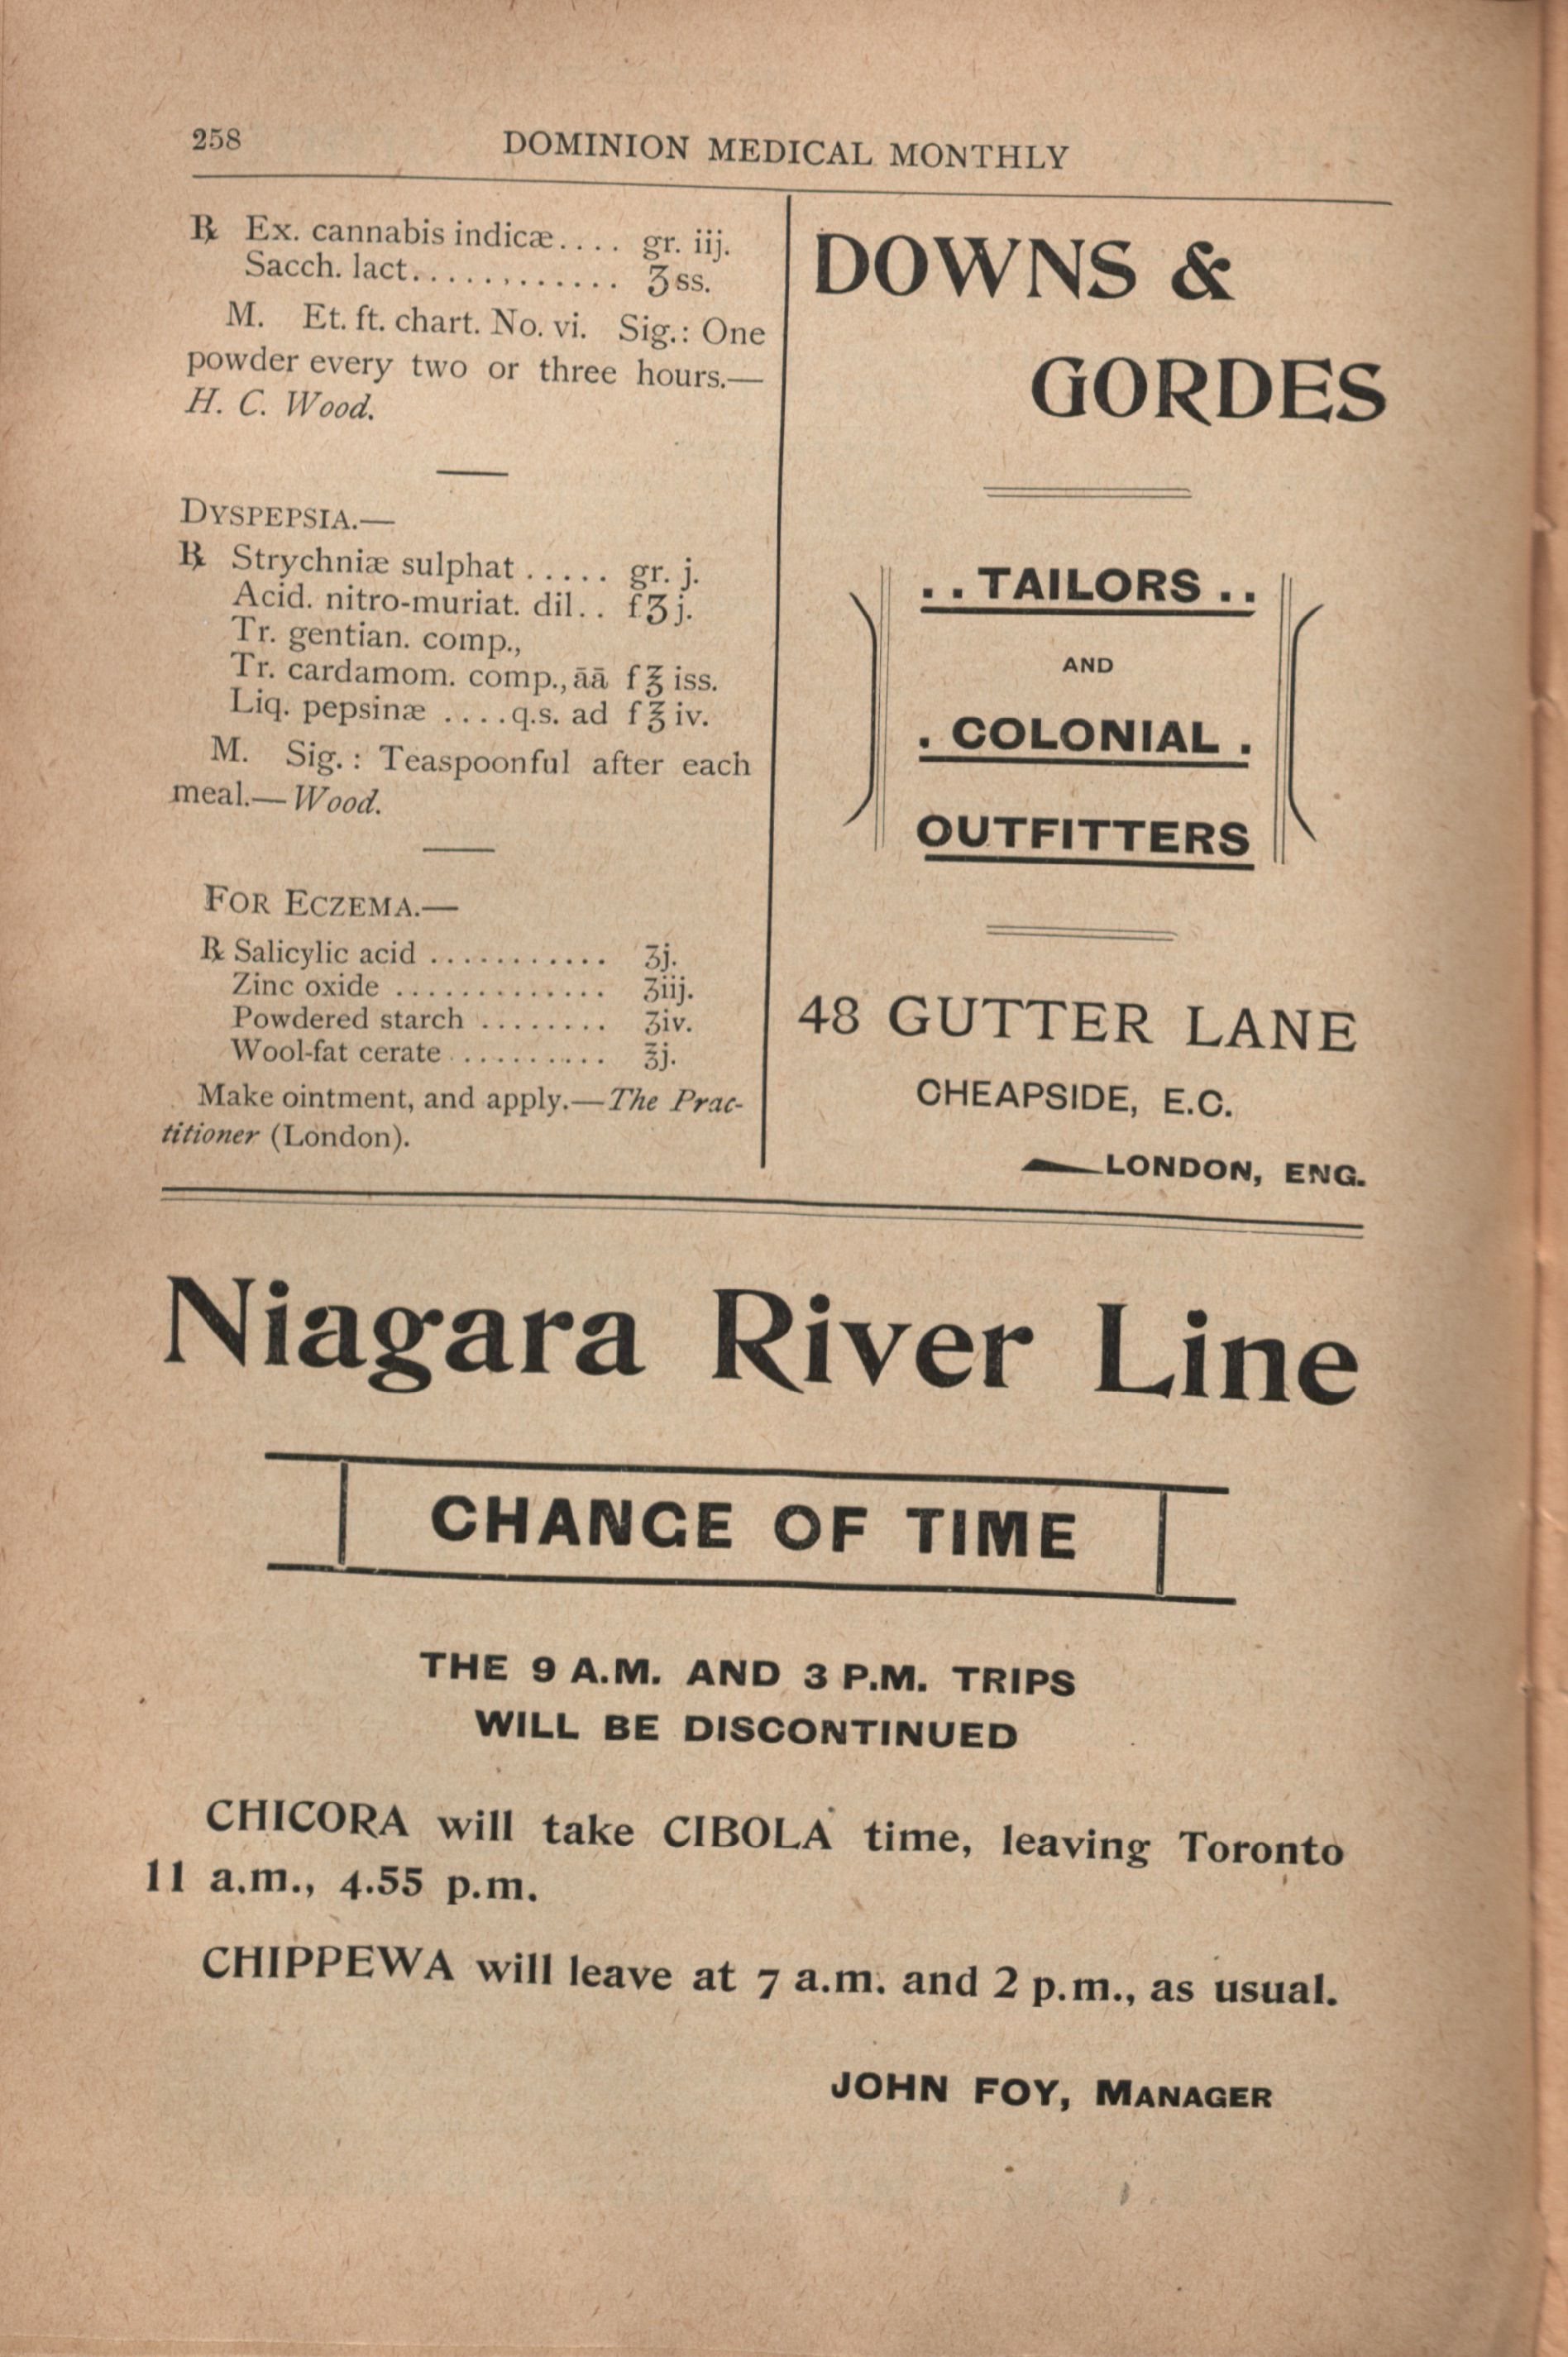 258
DOMINION MEDICAL MONTHLY
℞ Ex. cannabis indicæ.... gr. iij.
Sacch. lact............. ʒss.
M. Et. ft. chart. No. vi. Sig.: One
powder every two or three hours.—
H. C. Wood.
DYSPEPSIA.—
℞ Strychniæ sulphat ..... gr. j.
Acid. nitro-muriat. dil.. fʒj.
Tr. gentian. comp.,
Tr. cardamom. comp., āā f℥iss.
Liq. pepsinæ ....q.s. ad f℥iv.
M. Sig.: Teaspoonful after each
meal.—Wood.
FOR ECZEMA.—
℞ Salicylic acid ........... ʒj.
Zinc oxide ............. ʒiij.
Powdered starch ........ ʒiv.
Wool-fat cerate .......... ℥j.
Make ointment, and apply.—The Prac-
titioner (London).
DOWNS &
GORDES
..TAILORS..
AND
. COLONIAL .
OUTFITTERS
48 GUTTER LANE
CHEAPSIDE, E.C.
LONDON, ENG.
Niagara River Line
CHANGE OF TIME
THE 9 A.M. AND 3 P.M. TRIPS
WILL BE DISCONTINUED
CHICORA will take CIBOLA time, leaving Toronto
11 a.m., 4.55 p.m.
CHIPPEWA will leave at 7 a.m. and 2 p.m., as usual.
JOHN FOY, MANAGER